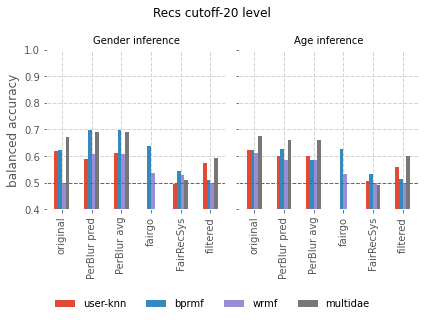 Recs cutoff-20 level
Gender inference
Age inference
balanced accuracy
1.0
0.9
0.8
0.7
0.6
0.5
0.4
original
PerBlur pred
PerBlur avg
fairgo
FairRecSys
filtered
original
PerBlur pred
PerBlur avg
fairgo
FairRecSys
filtered
user-knn bprmf wrmf multidae